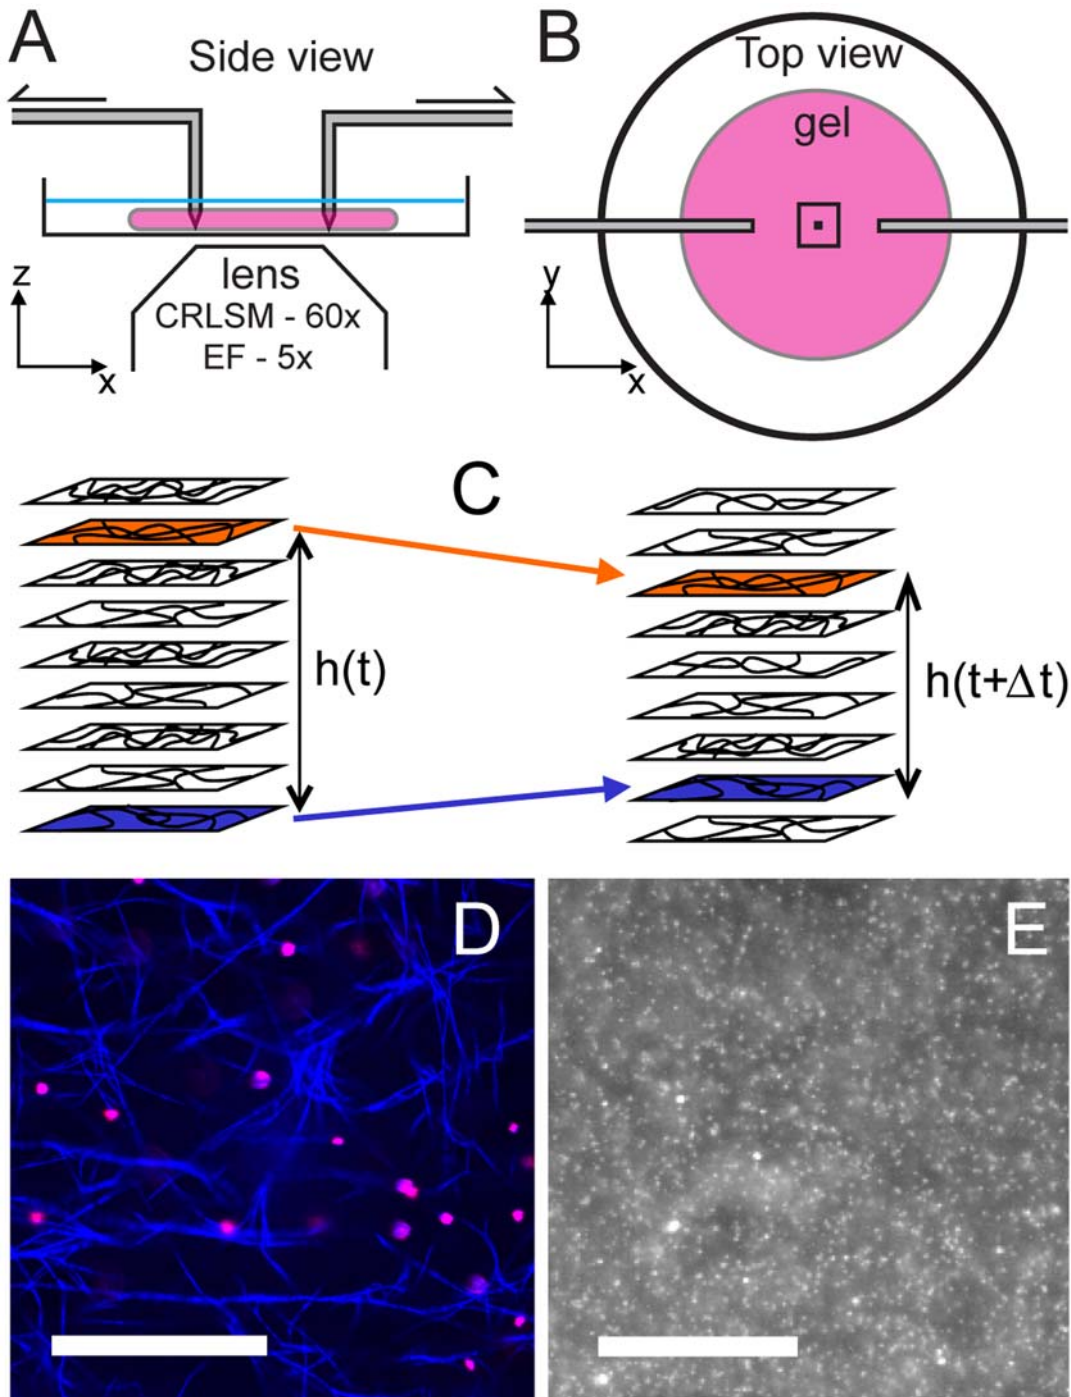 A
Side view
z
x
lens
CRLSM - 60x
EF - 5x
B
Top view
gel
y
x
C
h(t)
h(t+Δt)
D
E